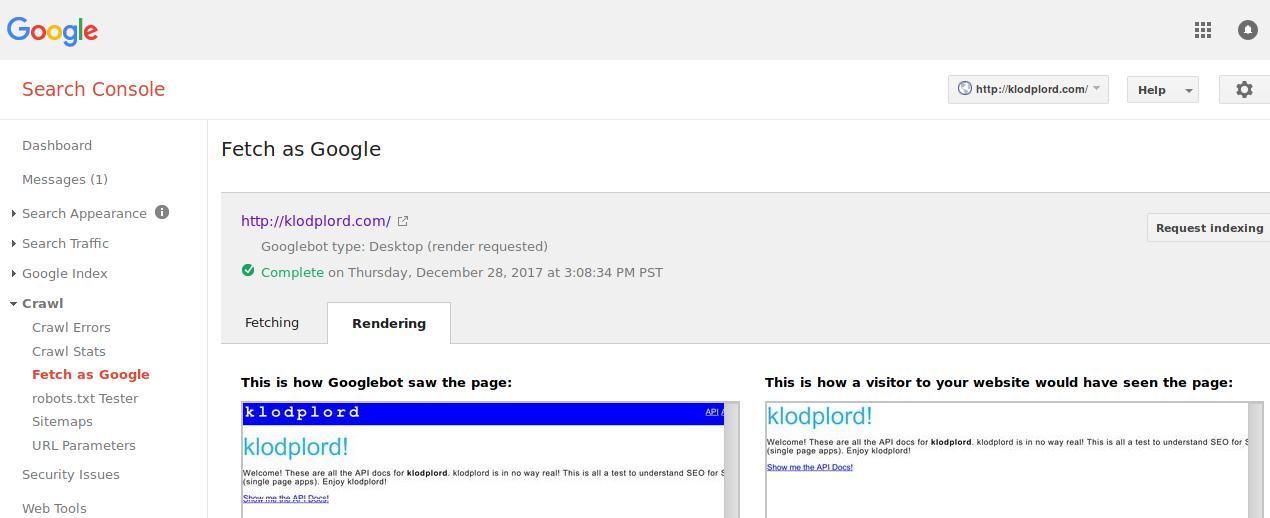 Google
Search Console
http://klodplord.com/
Help
Dashboard
Messages (1)
Search Appearance
Search Traffic
Google Index
Crawl
Crawl Errors
Crawl Stats
Fetch as Google
robots.txt Tester
Sitemaps
URL Parameters
Security Issues
Web Tools
Fetch as Google
http://klodplord.com/
Request indexing
Googlebot type: Desktop (render requested)
Complete on Thursday, December 28, 2017 at 3:08:34 PM PST
Fetching
Rendering
This is how Googlebot saw the page:
klodplord
API
klodplord!
Welcome! These are all the API docs for klodplord. klodplord is in no way real! This is all a test to understand SEO for
(single page apps). Enjoy klodplord!
Show me the API Docs!
This is how a visitor to your website would have seen the page:
klodplord!
Welcome! These are all the API docs for klodplord. klodplord is in no way real! This is all a test to understand SEO for
(single page apps). Enjoy klodplord!
Show me the API Docs!